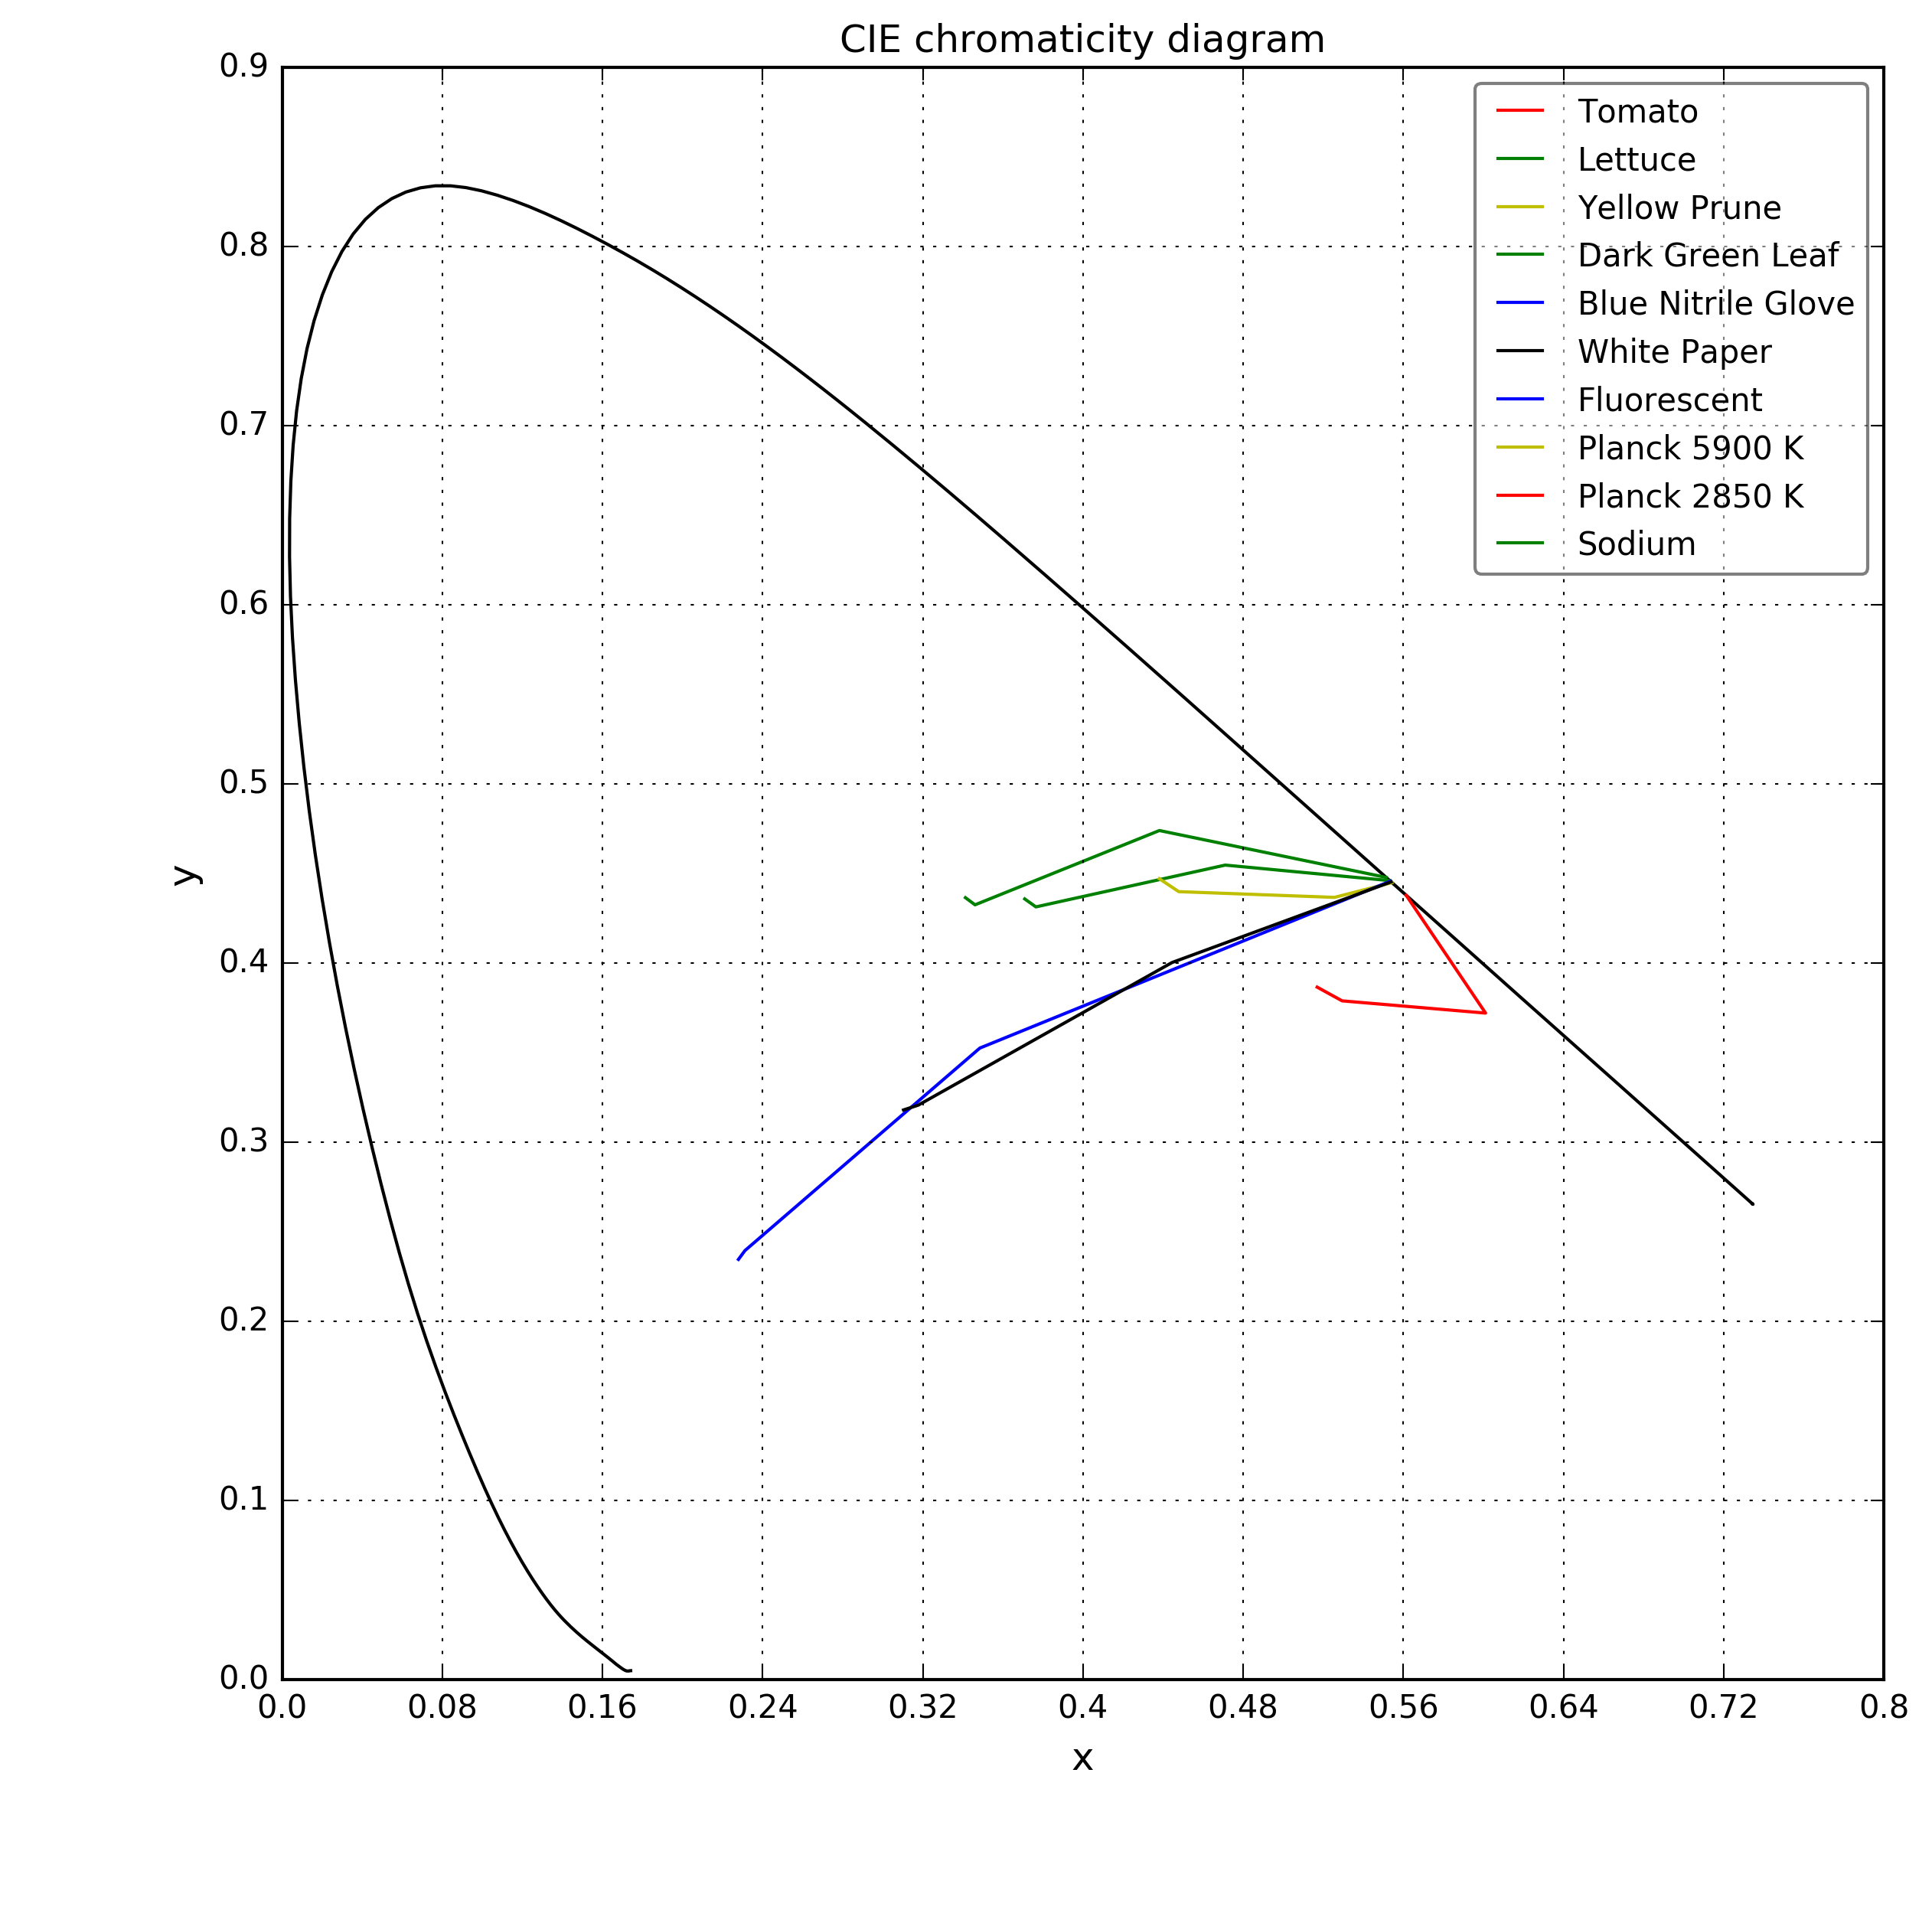 CIE chromaticity diagram
0.9
0.8
0.7
0.6
0.5
0.4
0.3
0.2
0.1
0.0
y
Tomato
Lettuce
Yellow Prune
Dark Green Leaf
Blue Nitrile Glove
White Paper
Fluorescent
Planck 5900 K
Planck 2850 K
Sodium
0.0 0.08 0.16 0.24 0.32 0.4 0.48 0.56 0.64 0.72 0.8
x